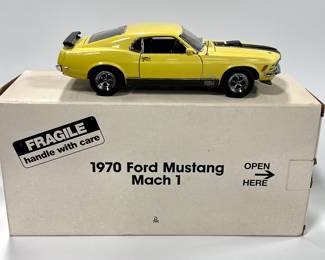 FRAGILE
handle with care
1970 Ford Mustang
Mach 1
OPEN
HERE